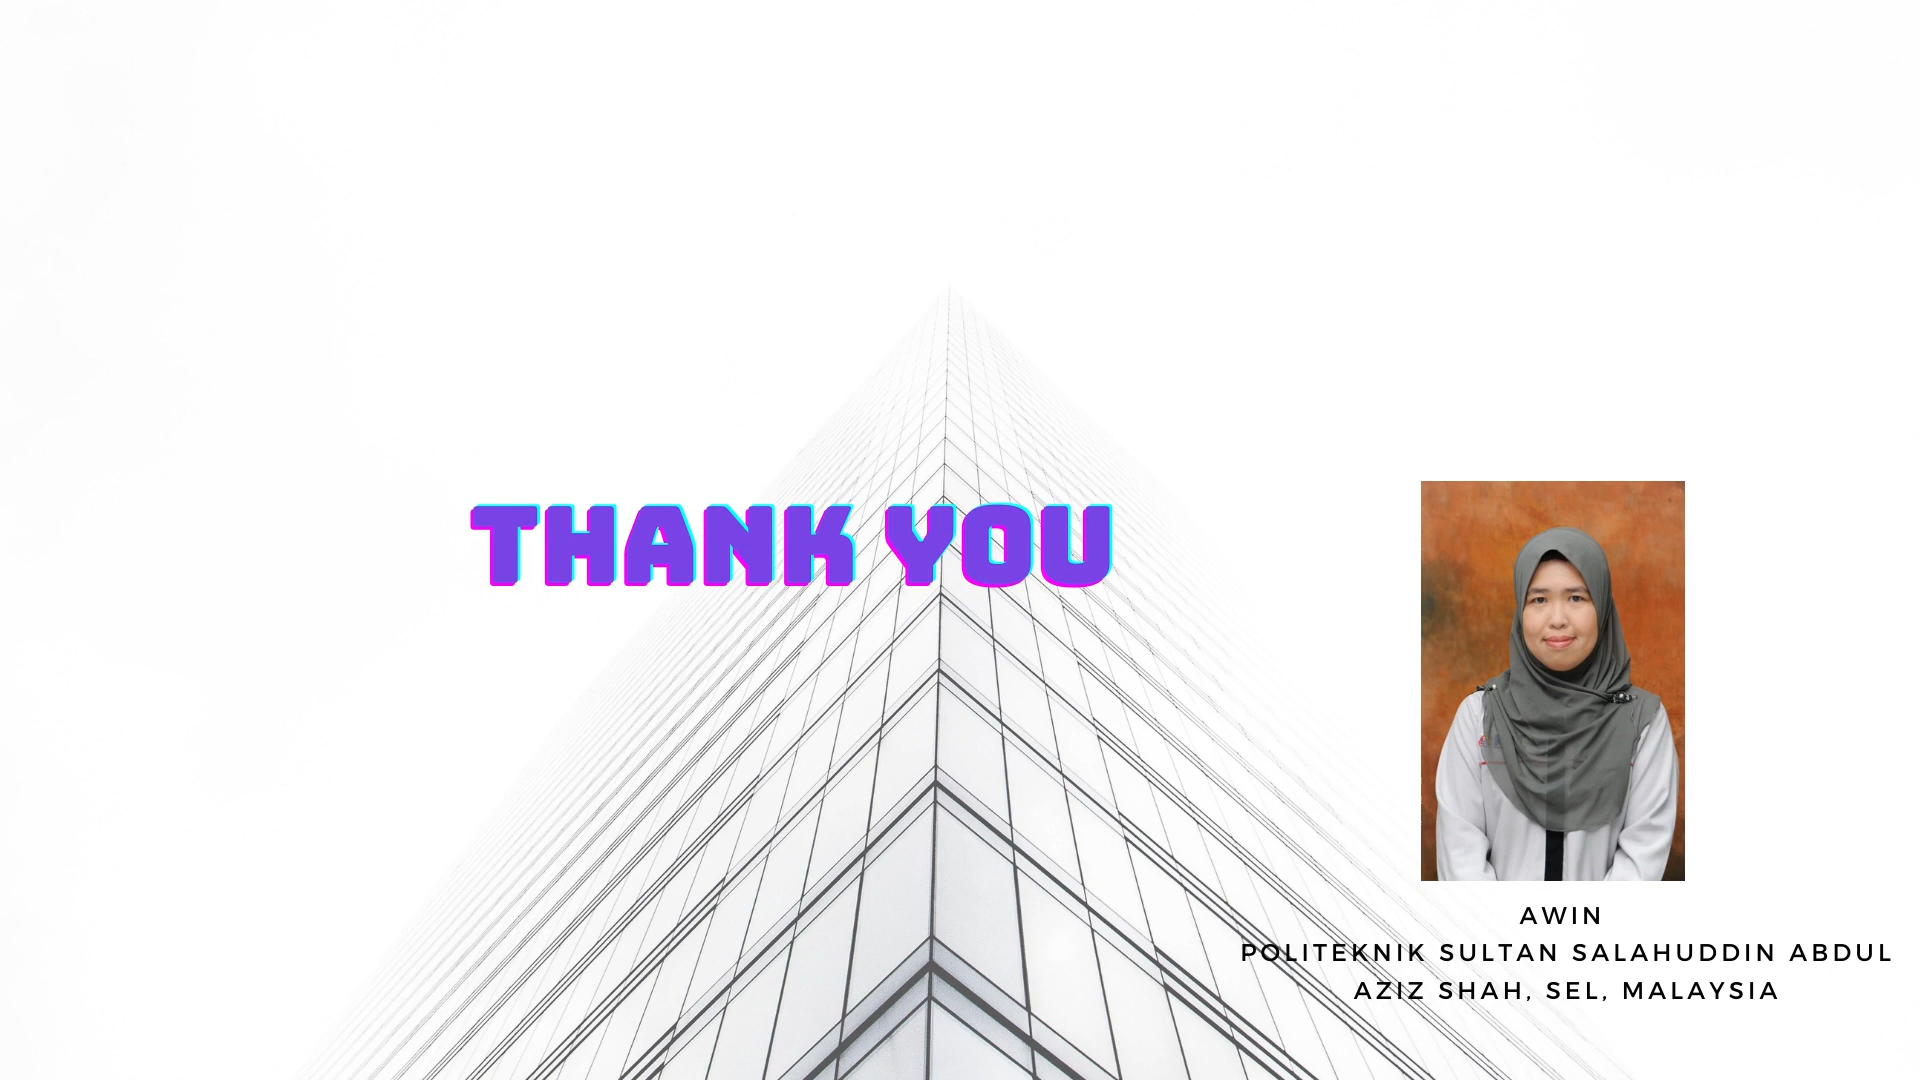 THANK YOU
AWIN
POLITEKNIK SULTAN SALAHUDDIN ABDUL
AZIZ SHAH, SEL, MALAYSIA